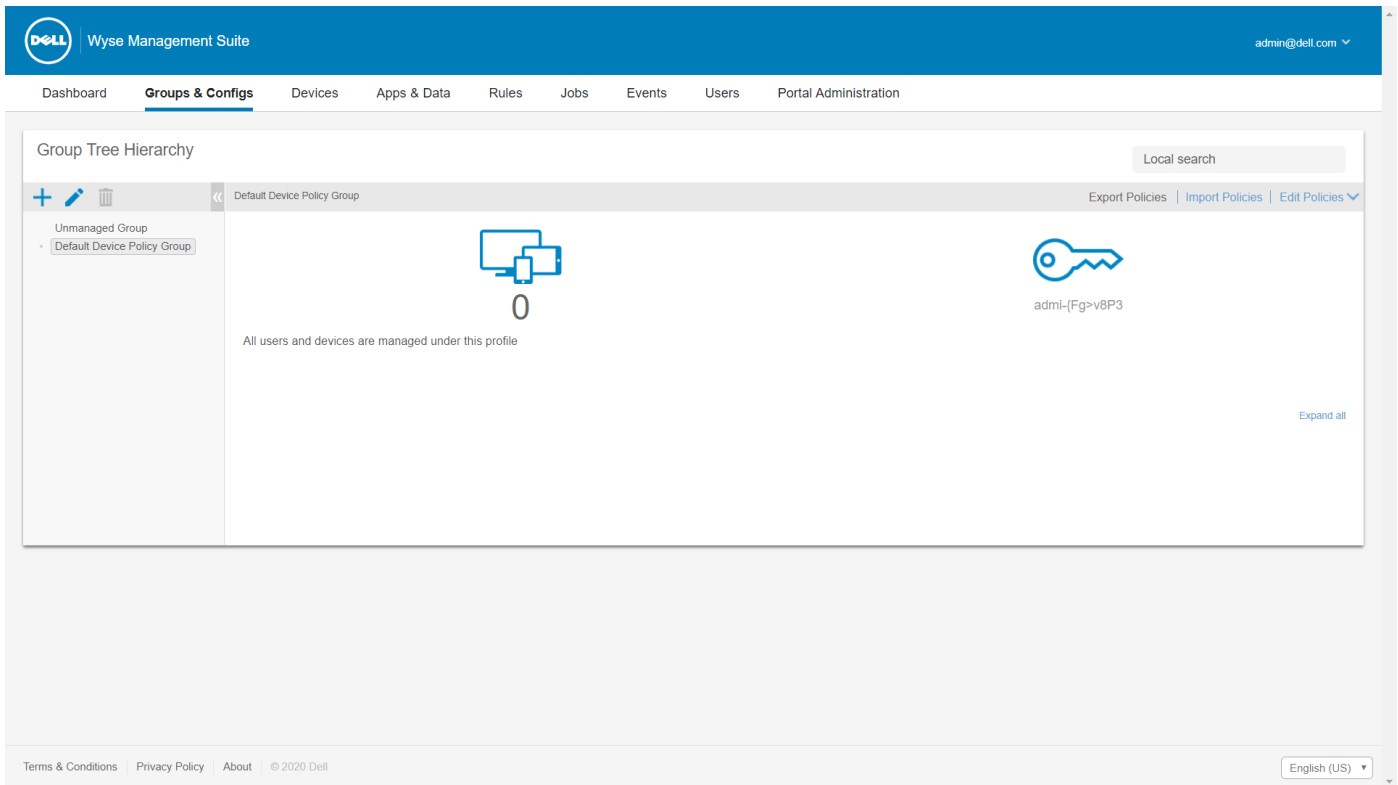 DELL Wyse Management Suite admin@dell.com
Dashboard Groups & Configs Devices Apps & Data Rules Jobs Events Users Portal Administration
Group Tree Hierarchy
Local search
Default Device Policy Group Export Policies Import Policies Edit Policies
Unmanaged Group
Default Device Policy Group
0
admi-{Fg>v8P3
All users and devices are managed under this profile
Expand all
Terms & Conditions Privacy Policy About © 2020 Dell English (US)